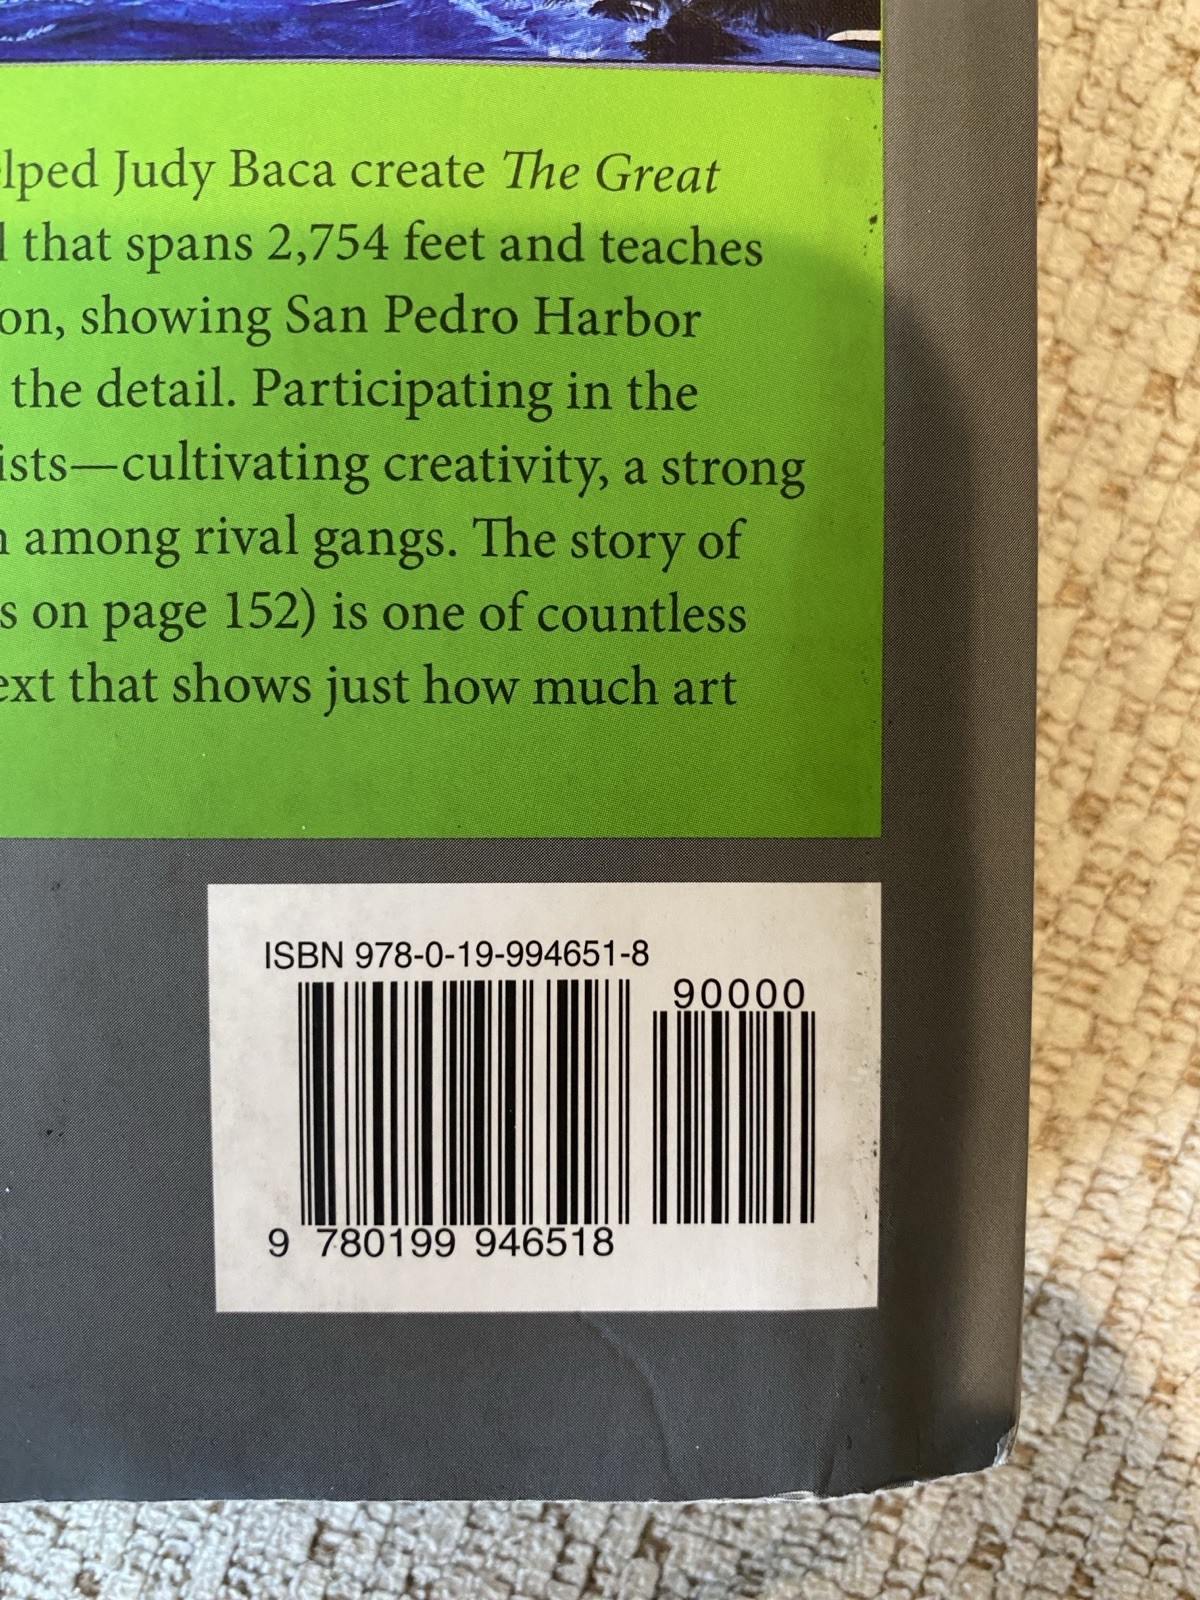 elped Judy Baca create The Great
that spans 2,754 feet and teaches
on, showing San Pedro Harbor
the detail. Participating in the
ists—cultivating creativity, a strong
among rival gangs. The story of
s on page 152) is one of countless
ext that shows just how much art
ISBN 978-0-19-994651-8
90000
9 780199 946518